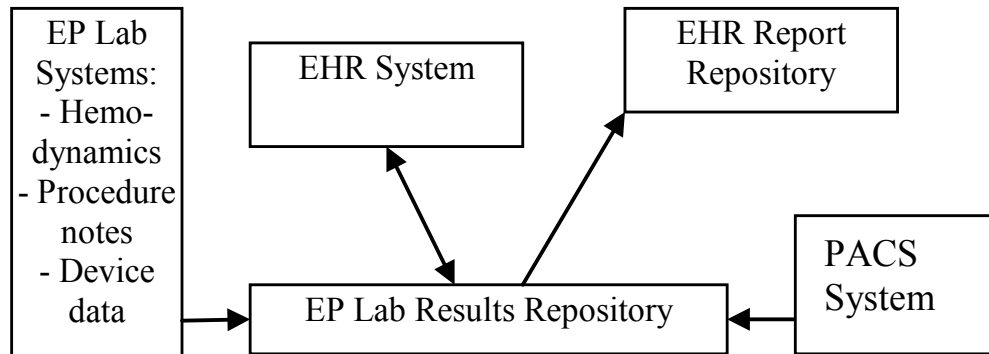 EP Lab
Systems:
- Hemo-
dynamics
- Procedure
notes
- Device
data
EHR System
EHR Report
Repository
EP Lab Results Repository
PACS
System